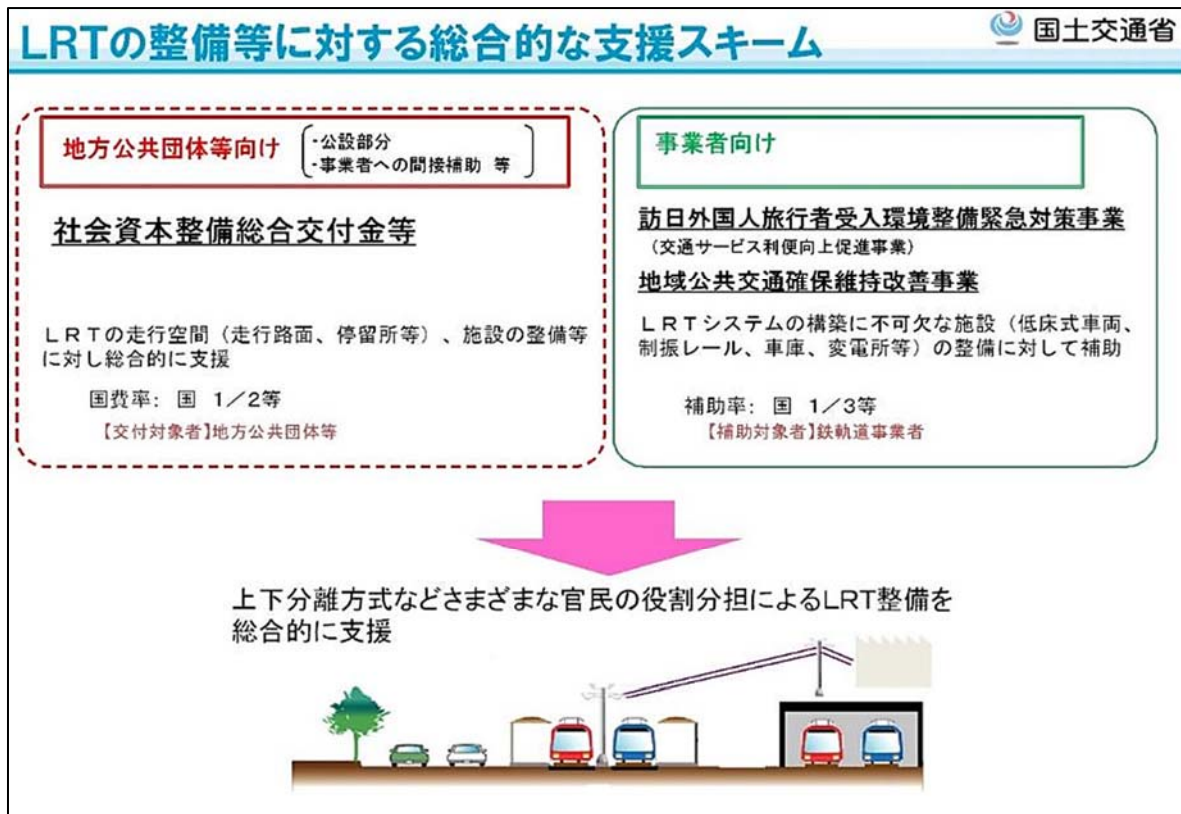 LRTの整備等に対する総合的な支援スキーム
国土交通省
地方公共団体等向け
・公設部分
・事業者への間接補助 等
社会資本整備総合交付金等
LRTの走行空間(走行路面、停留所等)、施設の整備等
に対し総合的に支援
国費率: 国 1/2等
【交付対象者】地方公共団体等
事業者向け
訪日外国人旅行者受入環境整備緊急対策事業
(交通サービス利便向上促進事業)
地域公共交通確保維持改善事業
LRTシステムの構築に不可欠な施設(低床式車両、
制振レール、車庫、変電所等)の整備に対して補助
補助率: 国 1/3等
【補助対象者】鉄軌道事業者
上下分離方式などさまざまな官民の役割分担によるLRT整備を
総合的に支援